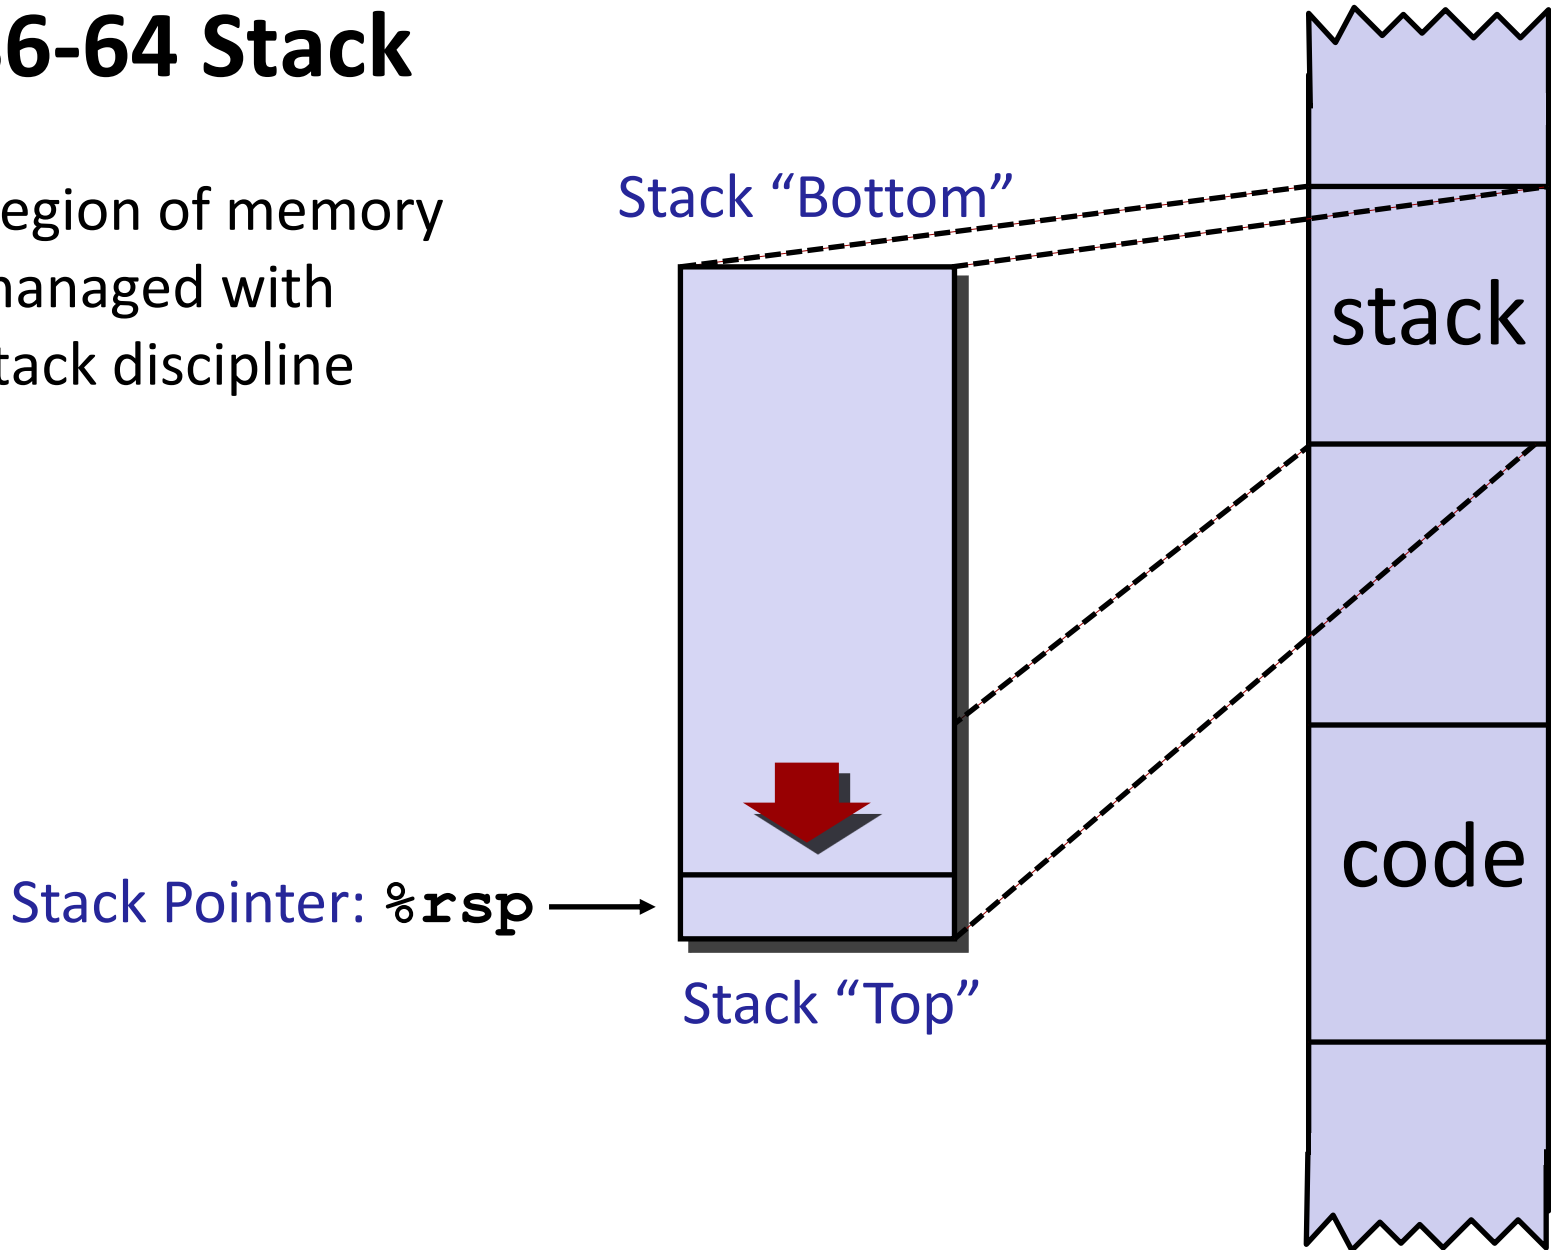 6-64 Stack
egion of memory
anaged with
tack discipline
Stack “Bottom”
stack
code
Stack Pointer: %rsp
Stack “Top”